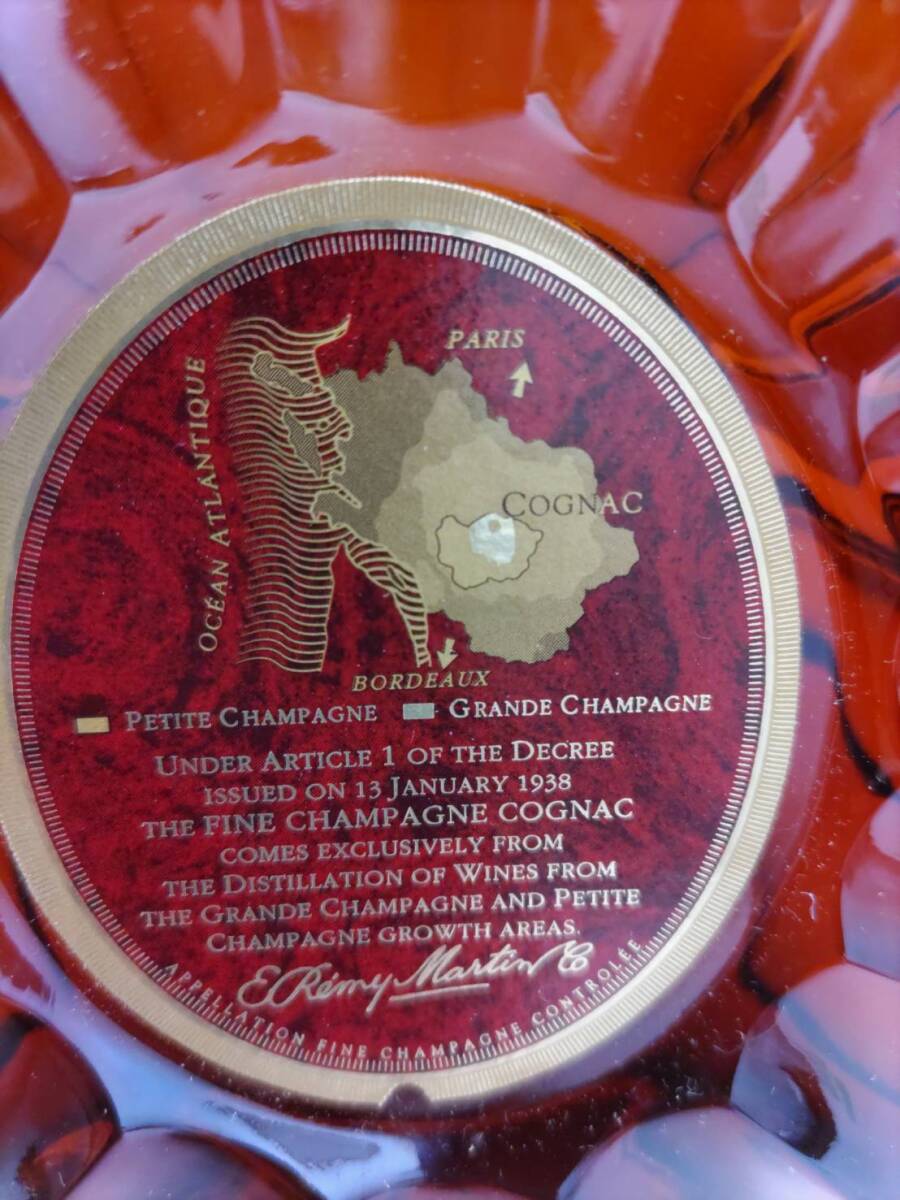 PARIS
OCÉAN ATLANTIQUE
COGNAC
BORDEAUX
PETITE CHAMPAGNE GRANDE CHAMPAGNE
UNDER ARTICLE 1 OF THE DECREE
ISSUED ON 13 JANUARY 1938
THE FINE CHAMPAGNE COGNAC
COMES EXCLUSIVELY FROM
THE DISTILLATION OF WINES FROM
THE GRANDE CHAMPAGNE AND PETITE
CHAMPAGNE GROWTH AREAS.
E. Rémy Martin & Co
APPELLATION FINE CHAMPAGNE CONTROLÉE